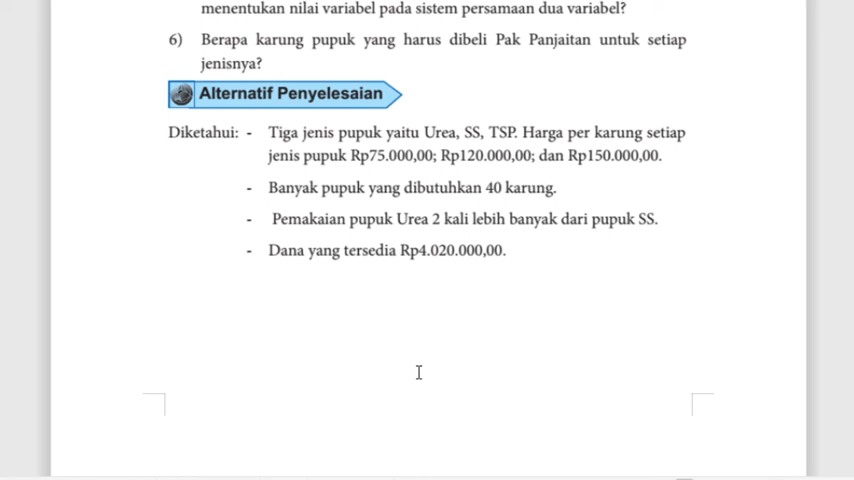 menentukan nilai variabel pada sistem persamaan dua variabel?
6) Berapa karung pupuk yang harus dibeli Pak Panjaitan untuk setiap
jenisnya?
Alternatif Penyelesaian
Diketahui: - Tiga jenis pupuk yaitu Urea, SS, TSP. Harga per karung setiap
jenis pupuk Rp75.000,00; Rp120.000,00; dan Rp150.000,00.
- Banyak pupuk yang dibutuhkan 40 karung.
- Pemakaian pupuk Urea 2 kali lebih banyak dari pupuk SS.
- Dana yang tersedia Rp4.020.000,00.